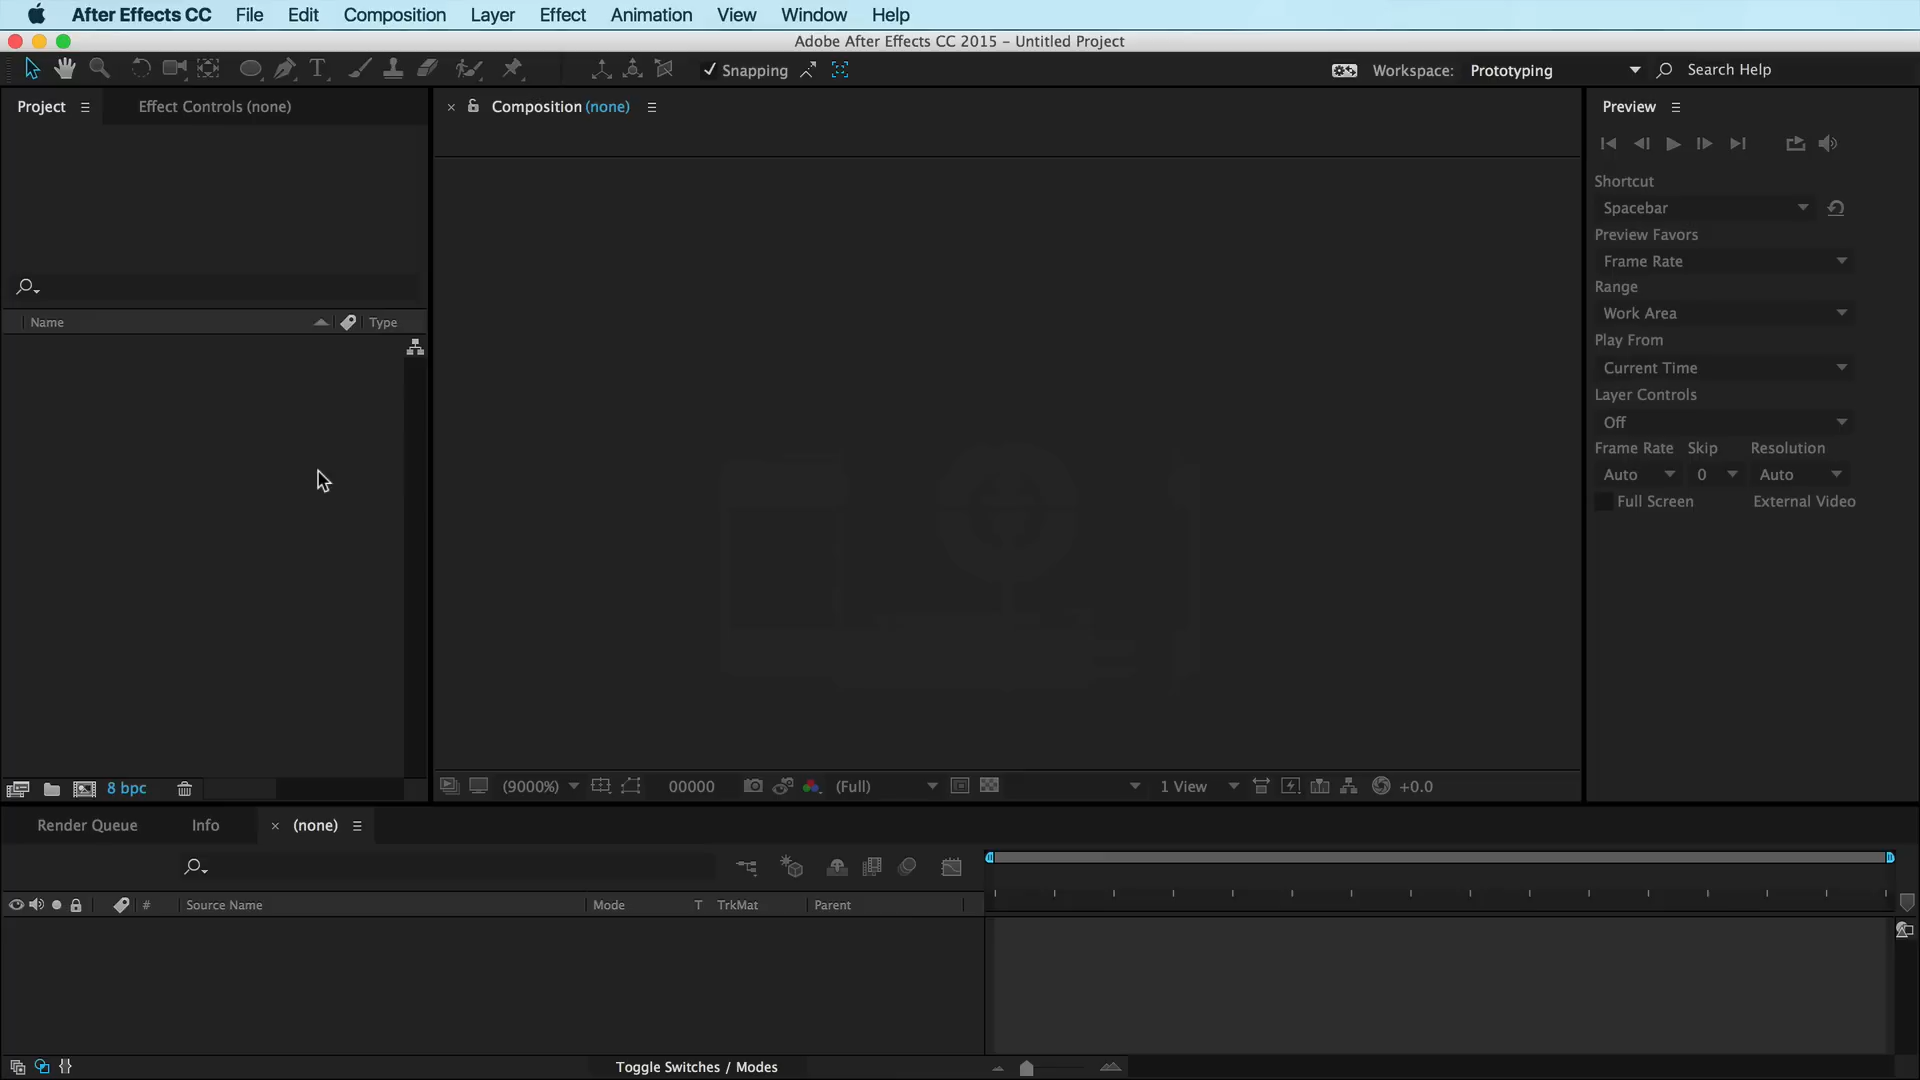 After Effects CC File Edit Composition Layer Effect Animation View Window Help
Adobe After Effects CC 2015 – Untitled Project
Snapping Workspace: Prototyping Search Help
Project Effect Controls (none) Composition (none) Preview
Shortcut
Spacebar
Preview Favors
Frame Rate
Range
Work Area
Name Type
Play From
Current Time
Layer Controls
Off
Frame Rate Skip Resolution
Auto 0 Auto
Full Screen External Video
8 bpc (9000%) 00000 (Full) 1 View +0.0
Render Queue Info (none)
# Source Name Mode T TrkMat Parent
Toggle Switches / Modes